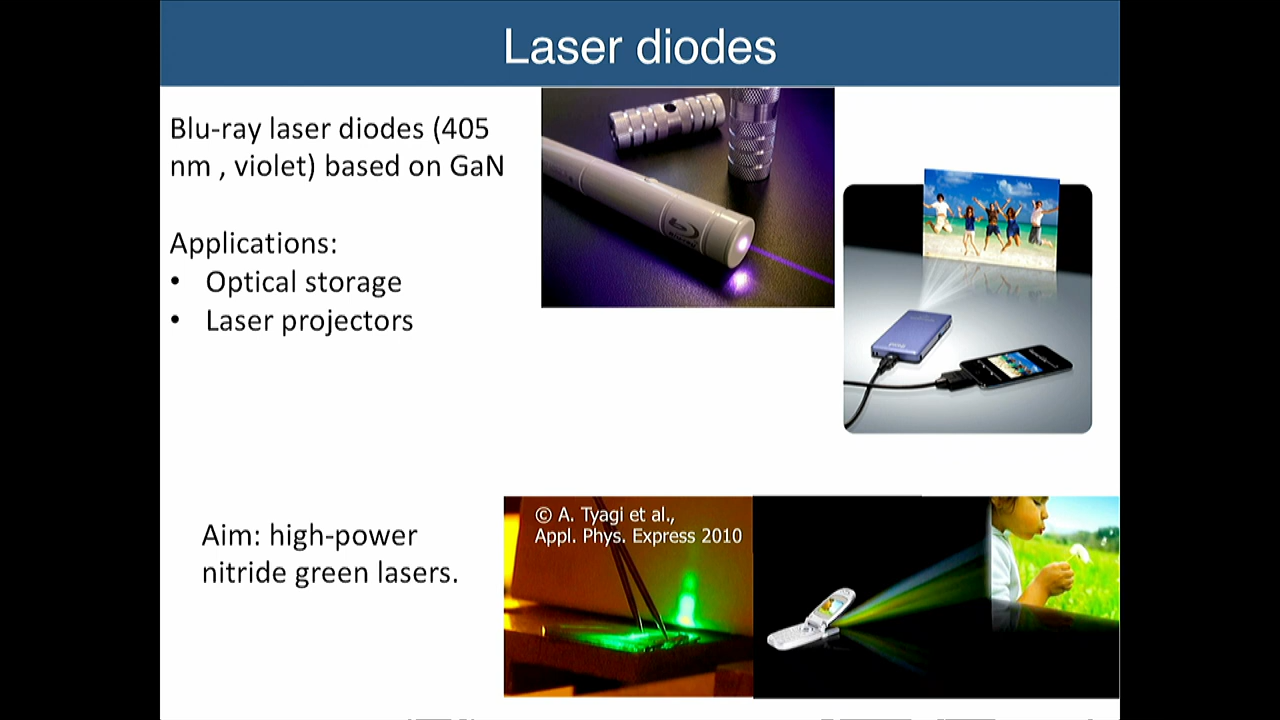 Laser diodes
Blu-ray laser diodes (405
nm , violet) based on GaN
Applications:
• Optical storage
• Laser projectors
Aim: high-power
nitride green lasers.
© A. Tyagi et al.,
Appl. Phys. Express 2010